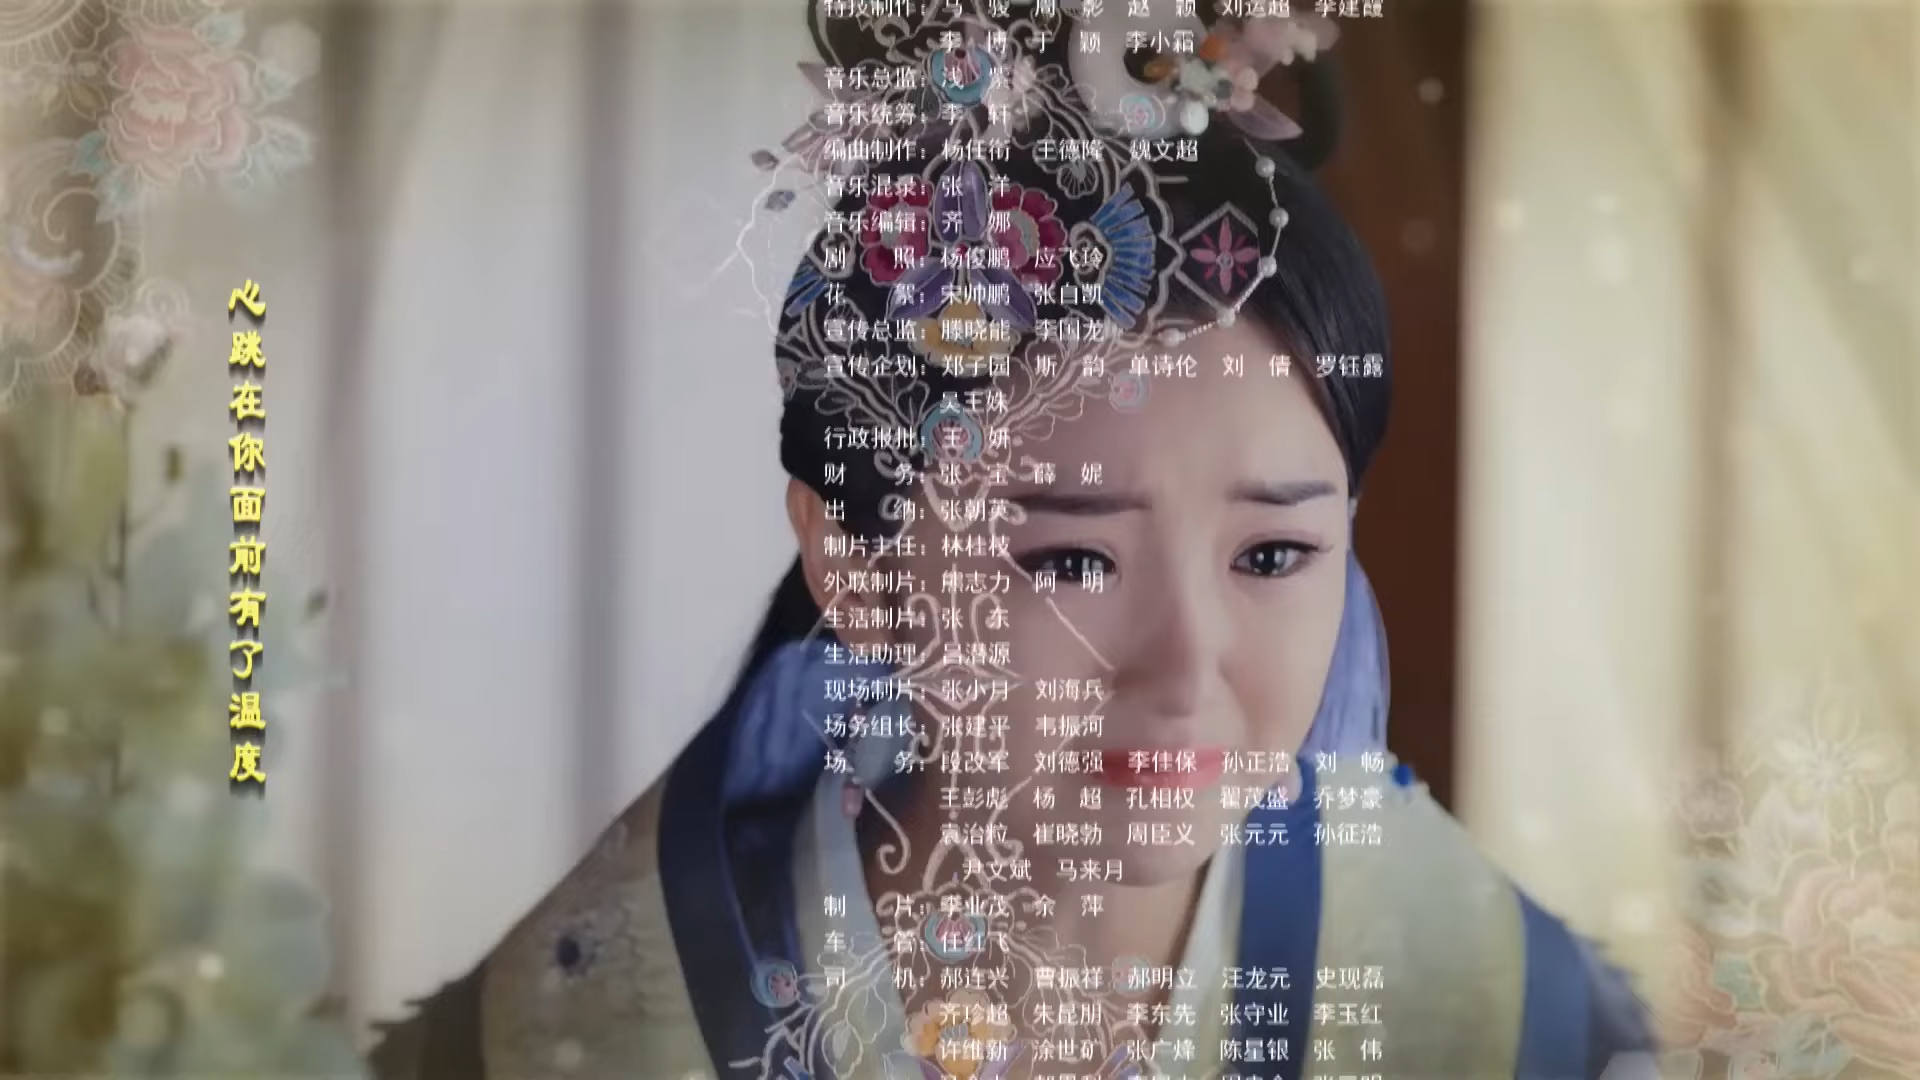 心跳在你面前有了温度
特技制作：马　骏　周　影　赵　颖　刘运超　李建霞
李　博　于　颖　李小霜
音乐总监：浅　紫
音乐统筹：李　轩
编曲制作：杨任衔　王德隆　魏文超
音乐混录：张　洋
音乐编辑：齐　娜
剧　　照：杨俊鹏　应飞玲
花　　絮：宋帅鹏　张白凯
宣传总监：滕晓能　李国龙
宣传企划：郑子园　斯　韵　单诗伦　刘　倩　罗钰露
吴王姝
行政报批：王　妍
财　　务：张　宝　薛　妮
出　　纳：张朝英
制片主任：林桂枝
外联制片：熊志力　阿　明
生活制片：张　东
生活助理：吕潜源
现场制片：张小月　刘海兵
场务组长：张建平　韦振河
场　　务：段改军　刘德强　李佳保　孙正浩　刘　畅
王彭彪　杨　超　孔相权　翟茂盛　乔梦豪
袁治粒　崔晓勃　周臣义　张元元　孙征浩
尹文斌　马来月
制　　片：李业茂　余　萍
车　　管：任红飞
司　　机：郝连兴　曹振祥　郝明立　汪龙元　史现磊
齐珍超　朱昆朋　李东先　张守业　李玉红
许维新　涂世矿　张广烽　陈星银　张　伟